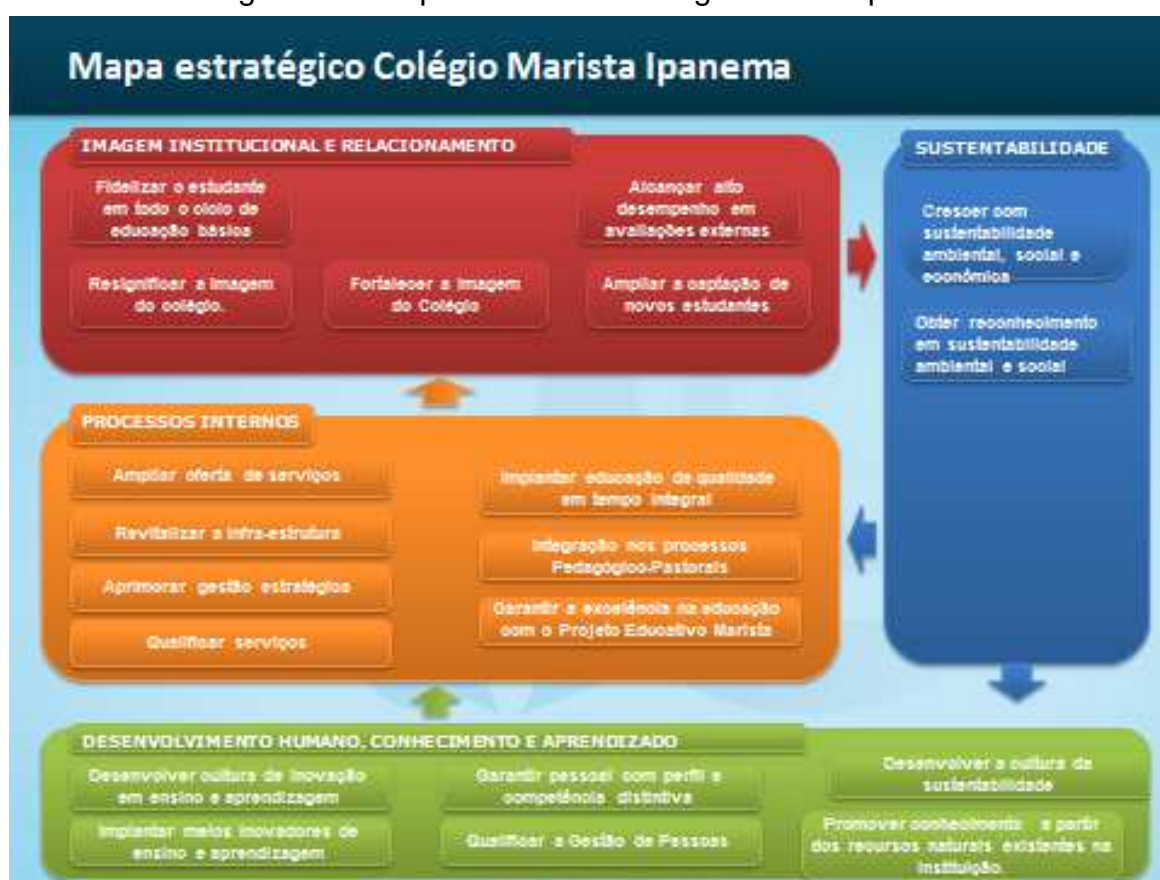 Mapa estratégico Colégio Marista Ipanema
IMAGEM INSTITUCIONAL E RELACIONAMENTO
Fidelizar o estudante
em todo o ciclo de
educação básica
Alcançar alto
desempenho em
avaliações externas
Resignificar a imagem
do colégio.
Fortalecer a imagem
do Colégio
Ampliar a captação de
novos estudantes
SUSTENTABILIDADE
Crescer com
sustentabilidade
ambiental, social e
econômica
Obter reconhecimento
em sustentabilidade
ambiental e social
PROCESSOS INTERNOS
Ampliar oferta de serviços
Revitalizar a infra-estrutura
Aprimorar gestão estratégica
Qualificar serviços
Implantar educação de qualidade
em tempo integral
Integração nos processos
Pedagógico-Pastorais
Garantir a excelência na educação
com o Projeto Educativo Marista
DESENVOLVIMENTO HUMANO, CONHECIMENTO E APRENDIZADO
Desenvolver cultura de inovação
em ensino e aprendizagem
Implantar meios inovadores de
ensino e aprendizagem
Garantir pessoal com perfil e
competência distintiva
Qualificar a Gestão de Pessoas
Desenvolver a cultura da
sustentabilidade
Promover conhecimento a partir
dos recursos naturais existentes na
instituição.